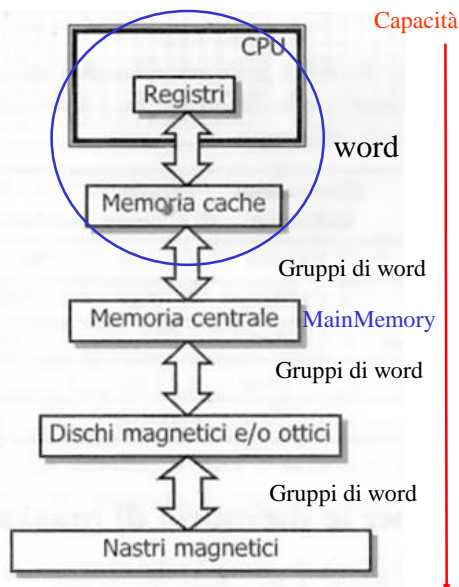 Capacità
CPU
Registri
word
Memoria cache
Gruppi di word
Memoria centrale MainMemory
Gruppi di word
Dischi magnetici e/o ottici
Gruppi di word
Nastri magnetici